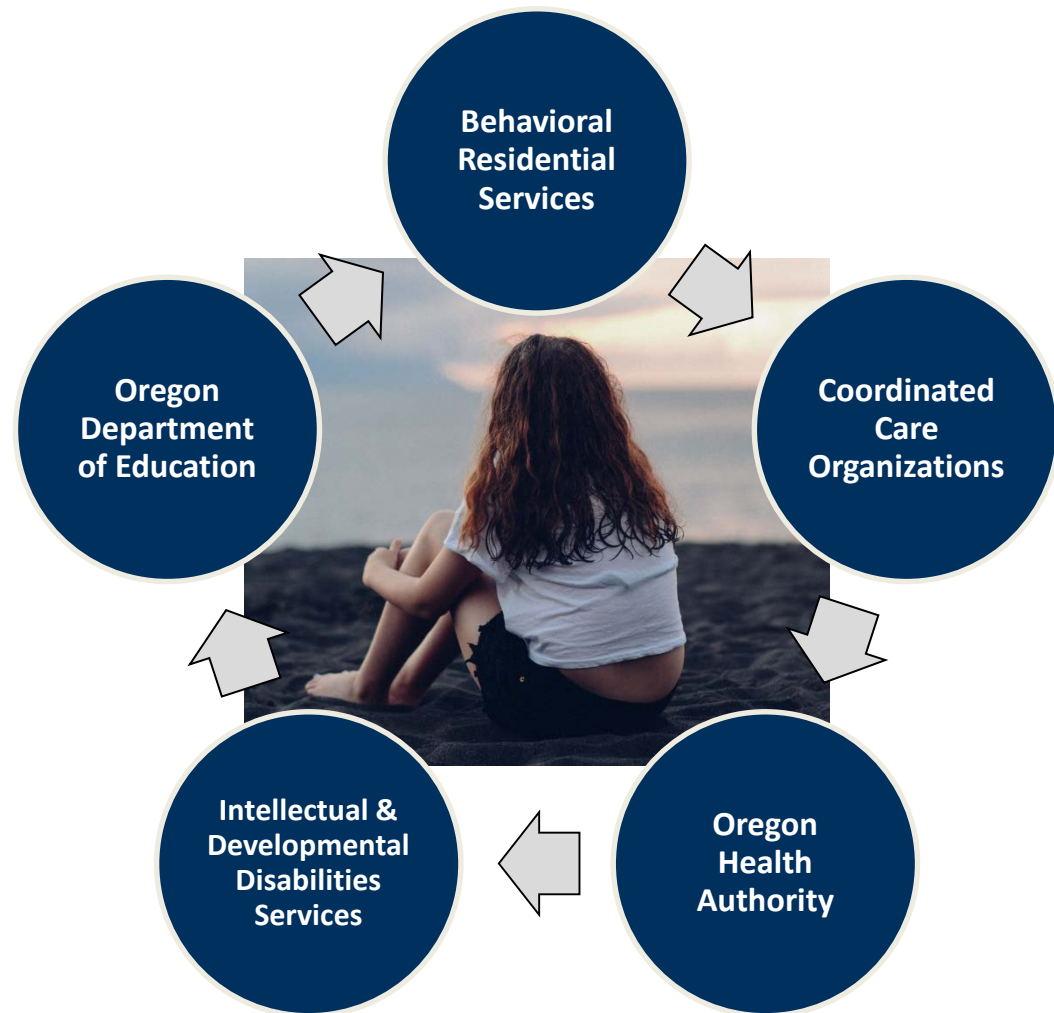 Behavioral
Residential
Services
Oregon
Department
of Education
Coordinated
Care
Organizations
Intellectual &
Developmental
Disabilities
Services
Oregon
Health
Authority